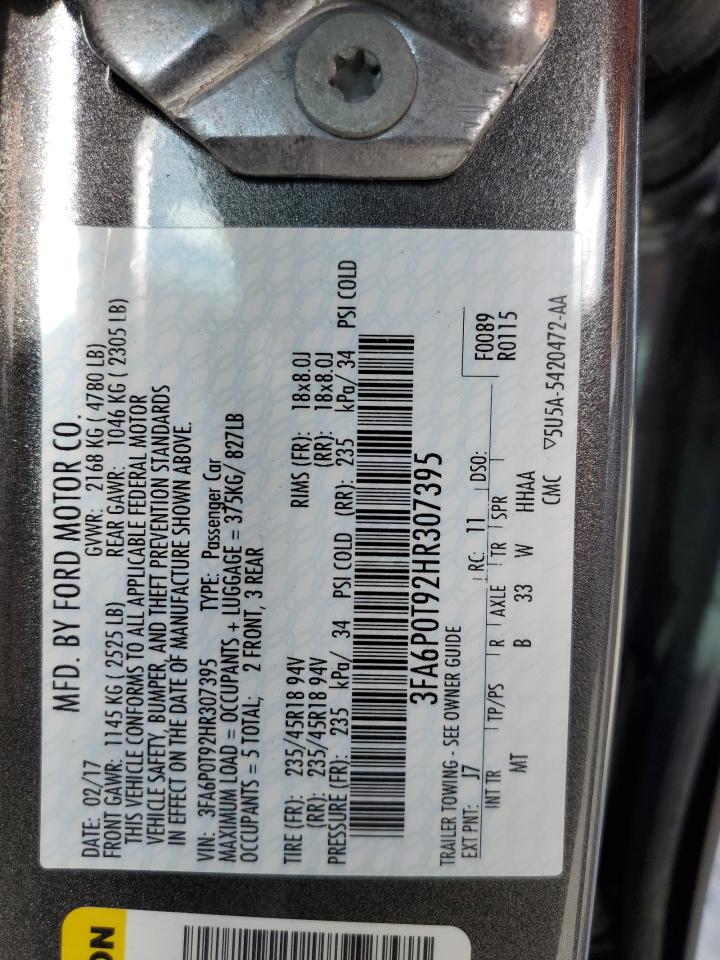 MFD. BY FORD MOTOR CO.
DATE: 02/17 GVWR: 2168 KG ( 4780 LB)
FRONT GAWR: 1145 KG ( 2525 LB) REAR GAWR: 1046 KG ( 2305 LB)
THIS VEHICLE CONFORMS TO ALL APPLICABLE FEDERAL MOTOR
VEHICLE SAFETY, BUMPER, AND THEFT PREVENTION STANDARDS
IN EFFECT ON THE DATE OF MANUFACTURE SHOWN ABOVE.
VIN: 3FA6P0T92HR307395 TYPE: Passenger Car
MAXIMUM LOAD = OCCUPANTS + LUGGAGE = 375KG/ 827LB
OCCUPANTS = 5 TOTAL; 2 FRONT, 3 REAR
TIRE (FR): 235/45R18 94V RIMS (FR): 18x8.0J
(RR): 235/45R18 94V (RR): 18x8.0J
PRESSURE (FR): 235 kPa/ 34 PSI COLD (RR): 235 kPa/ 34 PSI COLD
3FA6P0T92HR307395
TRAILER TOWING - SEE OWNER GUIDE
F0089
R0115
EXT PNT: J7 RC: 11 DSO:
INT TR TP/PS R AXLE TR SPR
MT B 33 W HHAA
CMC ▽5U5A-5420472-AA
ON